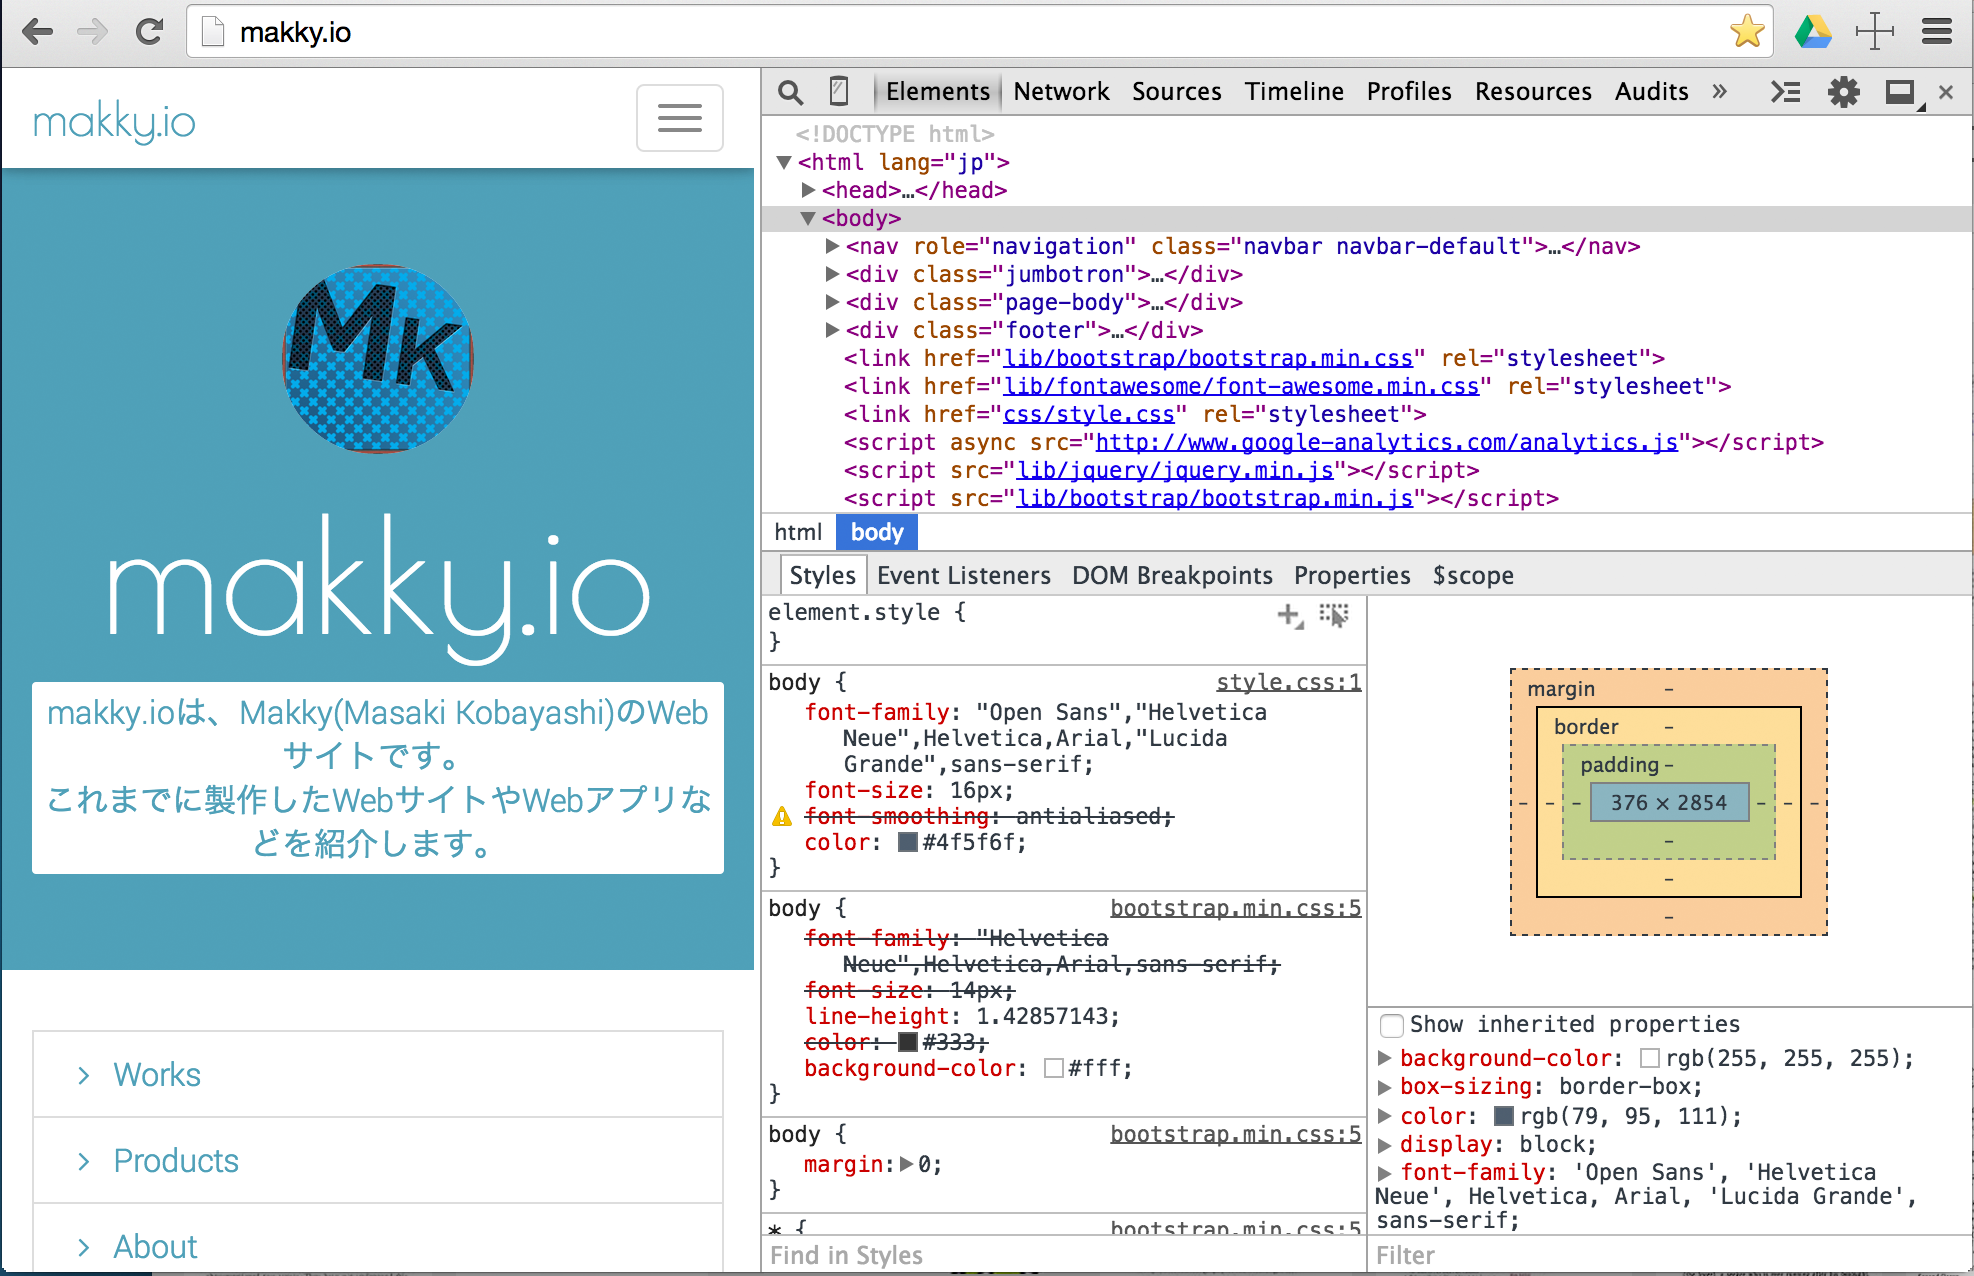 makky.io
makky.io
MK
makky.io
makky.ioは、Makky(Masaki Kobayashi)のWeb
サイトです。
これまでに製作したWebサイトやWebアプリな
どを紹介します。
Works
Products
About
Elements Network Sources Timeline Profiles Resources Audits »
<!DOCTYPE html>
<html lang="jp">
<head>…</head>
<body>
<nav role="navigation" class="navbar navbar-default">…</nav>
<div class="jumbotron">…</div>
<div class="page-body">…</div>
<div class="footer">…</div>
<link href="lib/bootstrap/bootstrap.min.css" rel="stylesheet">
<link href="lib/fontawesome/font-awesome.min.css" rel="stylesheet">
<link href="css/style.css" rel="stylesheet">
<script async src="http://www.google-analytics.com/analytics.js"></script>
<script src="lib/jquery/jquery.min.js"></script>
<script src="lib/bootstrap/bootstrap.min.js"></script>
html body
Styles Event Listeners DOM Breakpoints Properties $scope
element.style {
}
body { style.css:1
font-family: "Open Sans","Helvetica
Neue",Helvetica,Arial,"Lucida
Grande",sans-serif;
font-size: 16px;
font-smoothing: antialiased;
color: #4f5f6f;
}
body { bootstrap.min.css:5
font-family: "Helvetica
Neue",Helvetica,Arial,sans-serif;
font-size: 14px;
line-height: 1.42857143;
color: #333;
background-color: #fff;
}
body { bootstrap.min.css:5
margin: 0;
}
* { bootstrap.min.css:5
Find in Styles
margin -
border -
padding -
- - - 376 × 2854 - - -
-
-
-
Show inherited properties
background-color: rgb(255, 255, 255);
box-sizing: border-box;
color: rgb(79, 95, 111);
display: block;
font-family: 'Open Sans', 'Helvetica
Neue', Helvetica, Arial, 'Lucida Grande',
sans-serif;
Filter